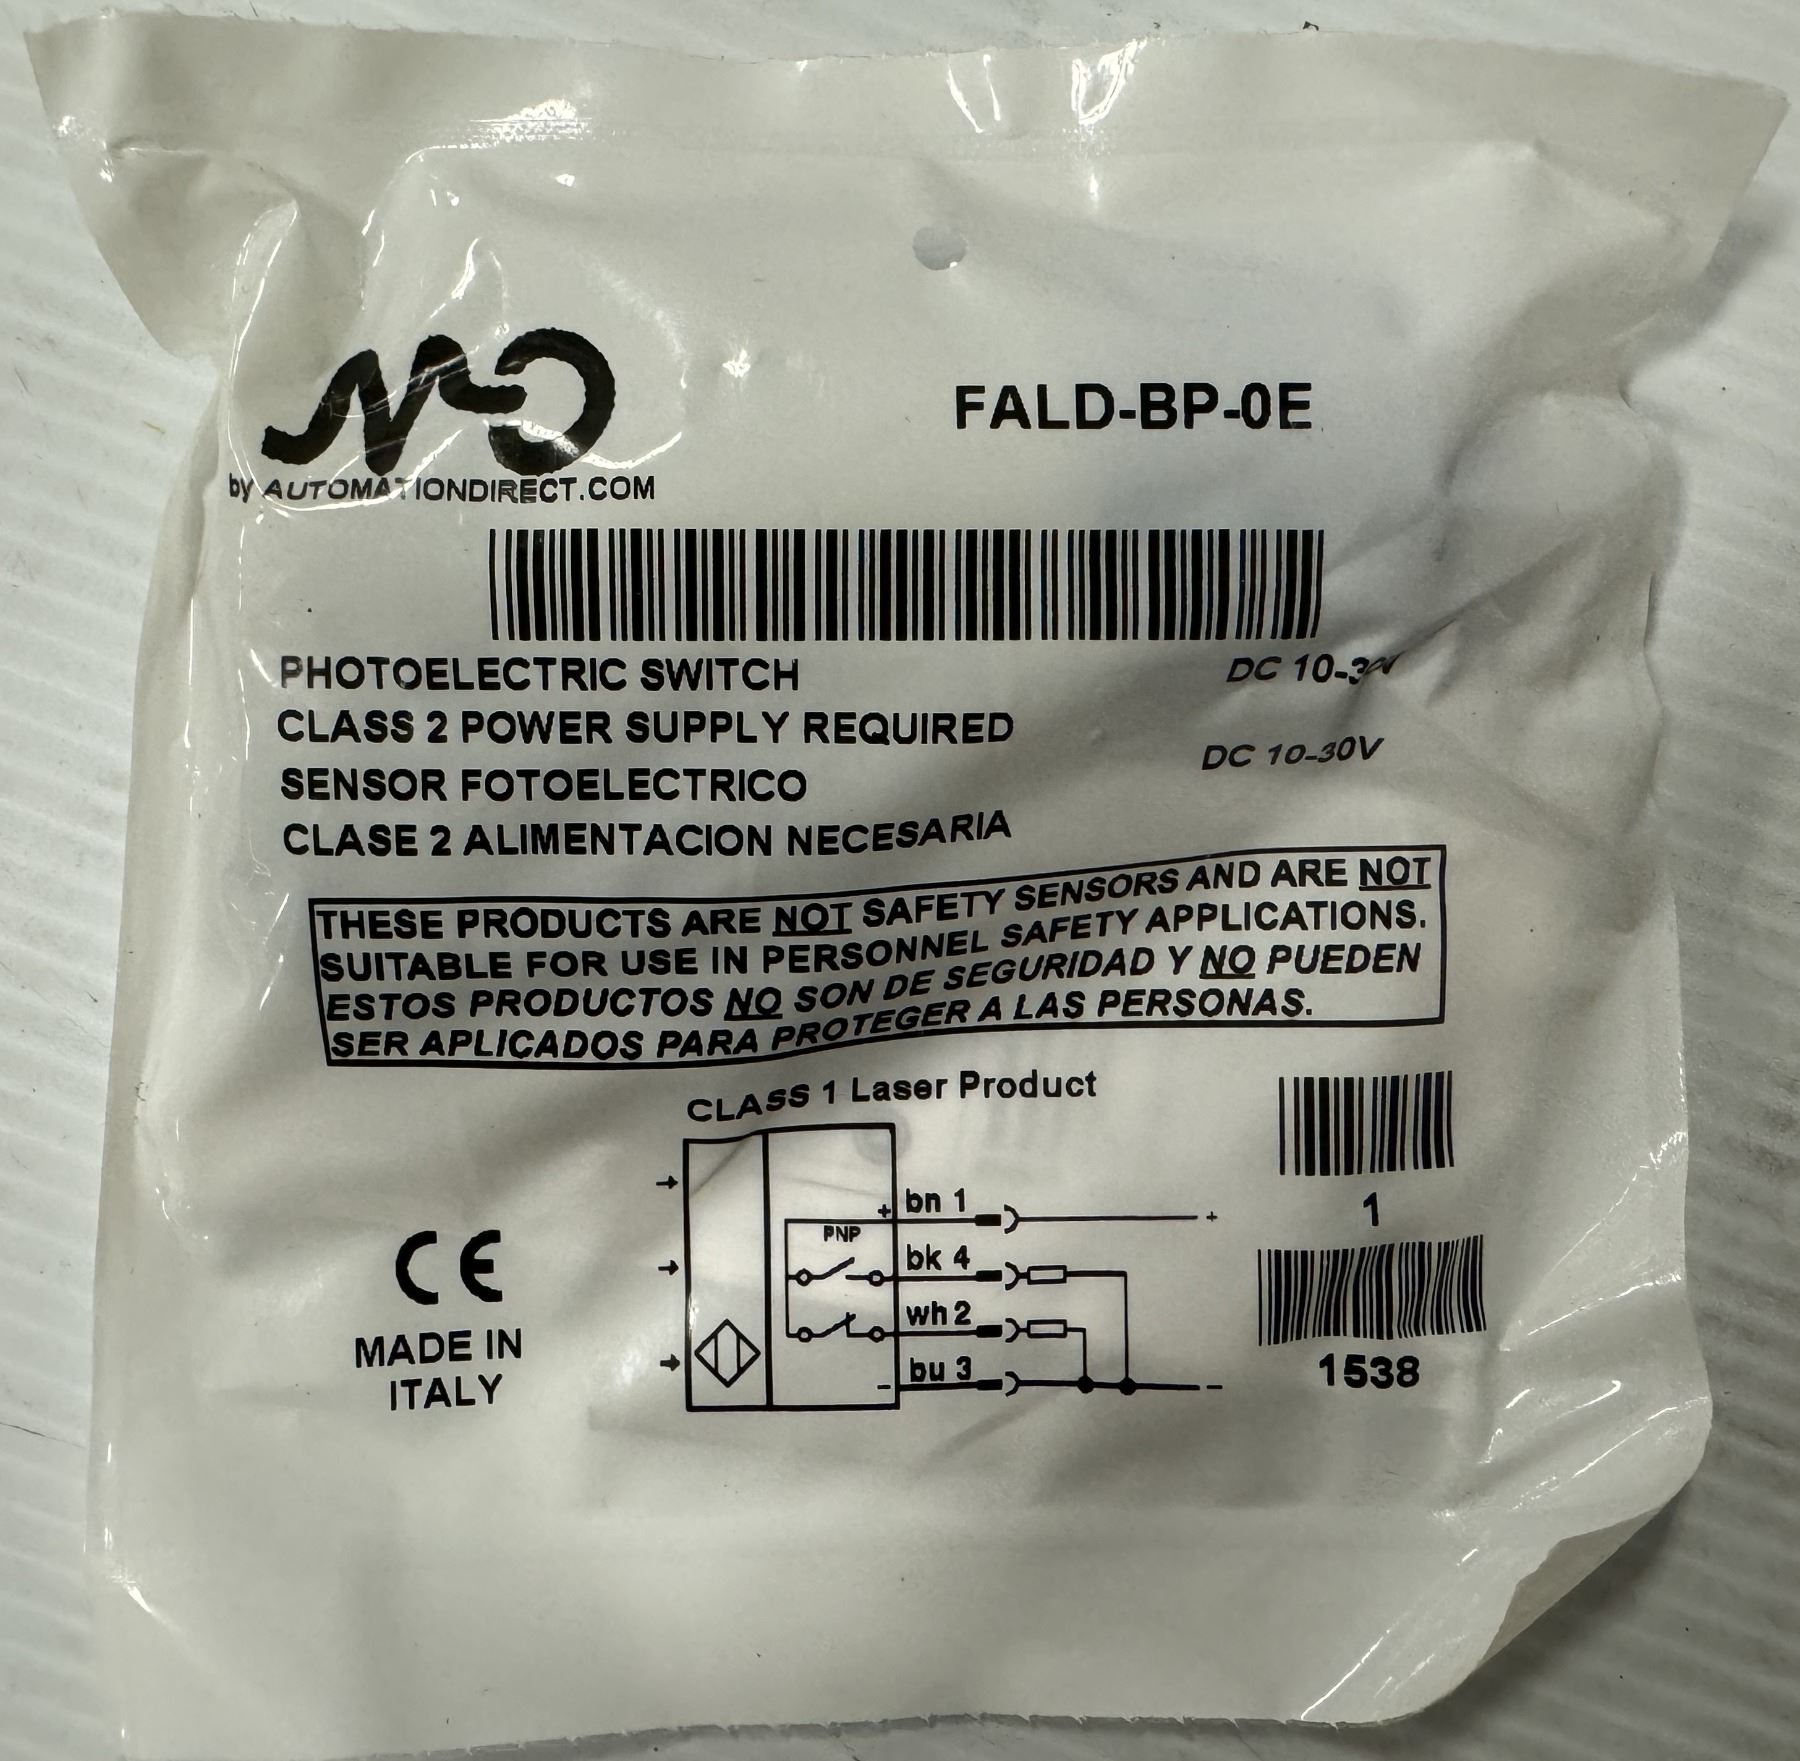 FALD-BP-0E
by AUTOMATIONDIRECT.COM
PHOTOELECTRIC SWITCH
DC 10-30V
CLASS 2 POWER SUPPLY REQUIRED
DC 10-30V
SENSOR FOTOELECTRICO
CLASE 2 ALIMENTACION NECESARIA
THESE PRODUCTS ARE NOT SAFETY SENSORS AND ARE NOT
SUITABLE FOR USE IN PERSONNEL SAFETY APPLICATIONS.
ESTOS PRODUCTOS NO SON DE SEGURIDAD Y NO PUEDEN
SER APLICADOS PARA PROTEGER A LAS PERSONAS.
CLASS 1 Laser Product
+ bn 1 +
PNP
bk 4
wh 2
- bu 3 -
1
1538
CE
MADE IN
ITALY